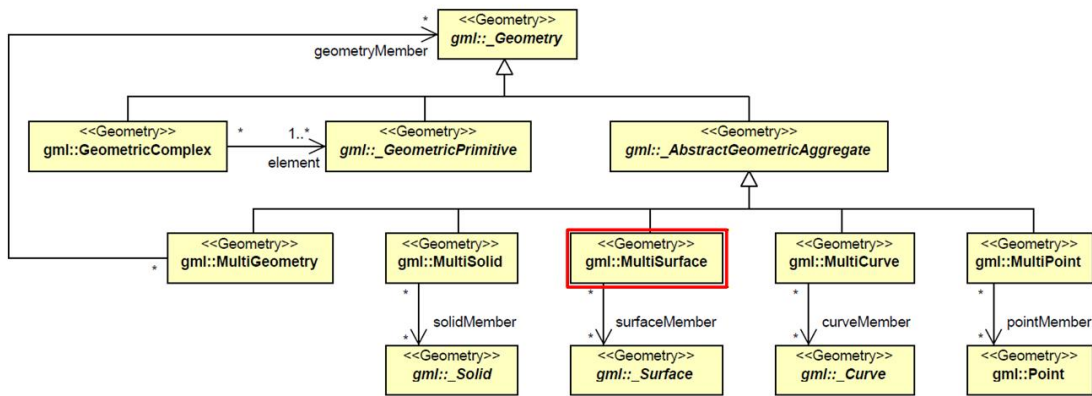 <<Geometry>>
gml::_Geometry
*
geometryMember
<<Geometry>>
gml::GeometricComplex
*
1..*
element
<<Geometry>>
gml::_GeometricPrimitive
<<Geometry>>
gml::_AbstractGeometricAggregate
<<Geometry>>
gml::MultiGeometry
*
<<Geometry>>
gml::MultiSolid
<<Geometry>>
gml::MultiSurface
<<Geometry>>
gml::MultiCurve
<<Geometry>>
gml::MultiPoint
*
solidMember
*
*
surfaceMember
*
*
curveMember
*
*
pointMember
*
<<Geometry>>
gml::_Solid
<<Geometry>>
gml::_Surface
<<Geometry>>
gml::_Curve
<<Geometry>>
gml::Point